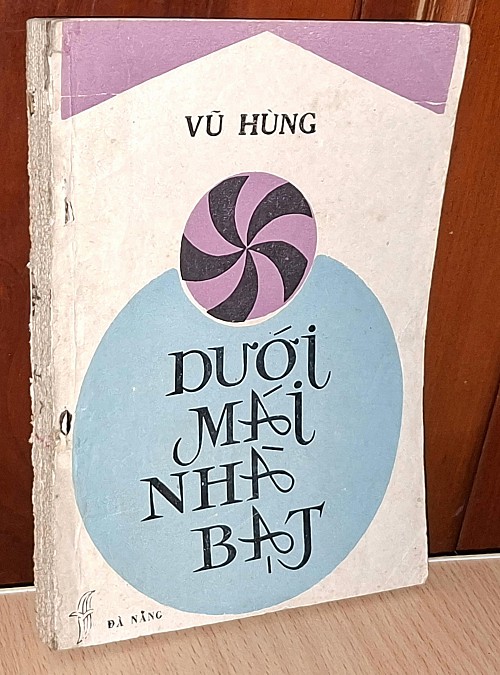 VŨ HÙNG
DƯỚI
MÁI
NHÀ
BẠT
ĐÀ NẴNG